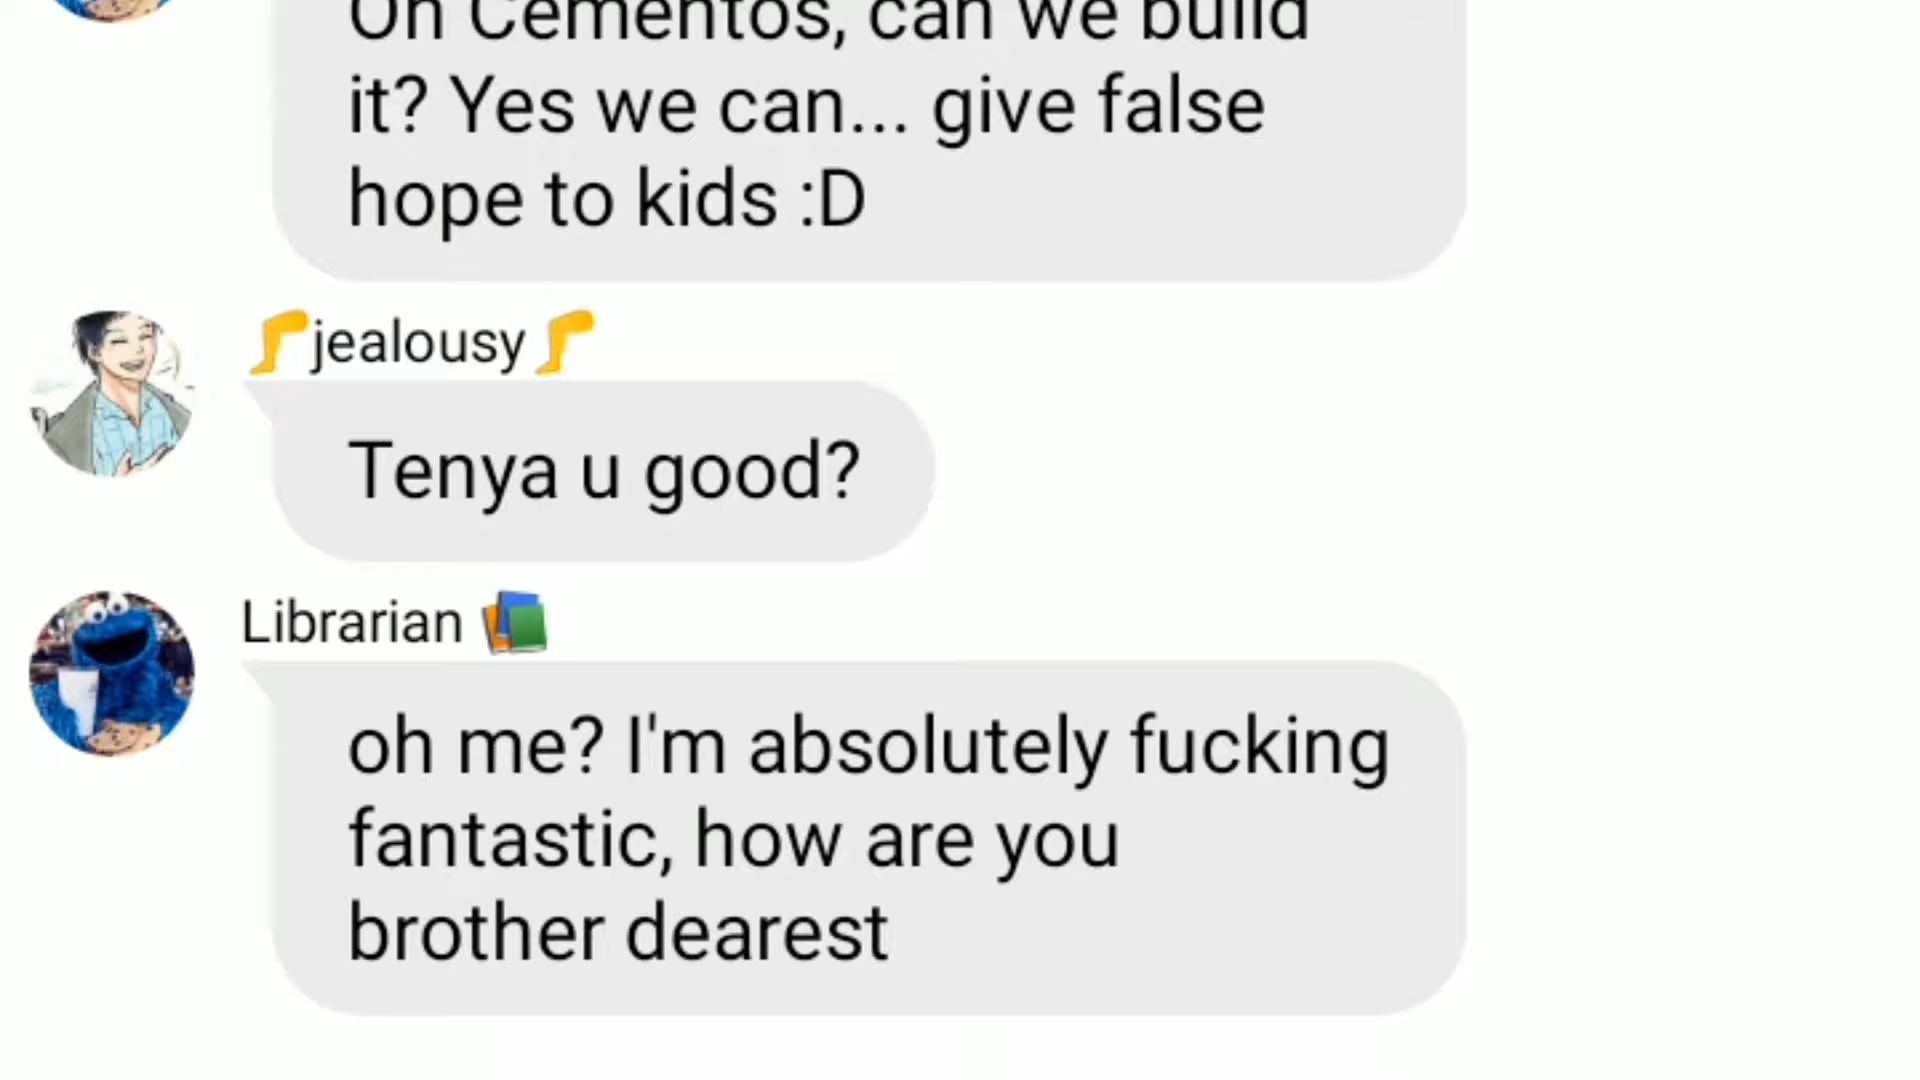 Oh Cementos, can we build
it? Yes we can... give false
hope to kids :D
🦵jealousy🦵
Tenya u good?
Librarian 📚
oh me? I'm absolutely fucking
fantastic, how are you
brother dearest